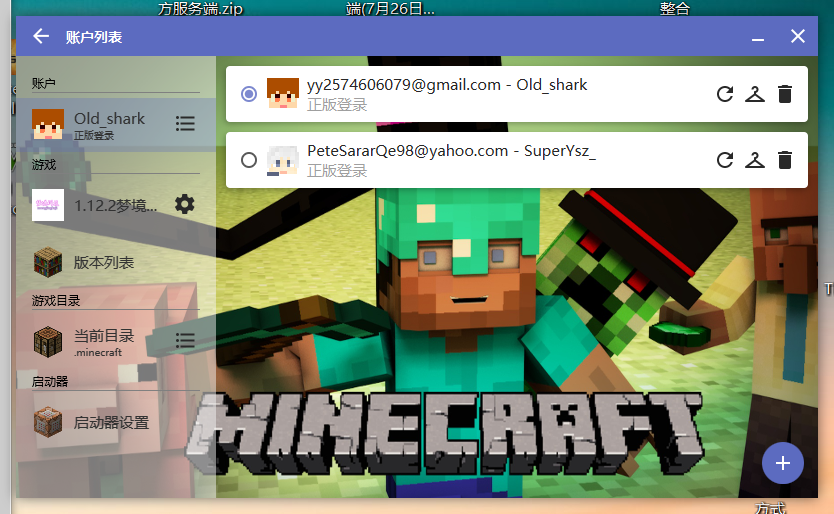 方服务端.zip
端(7月26日...
整合
账户列表
账户
Old_shark
正版登录
游戏
1.12.2梦境...
版本列表
游戏目录
当前目录
.minecraft
启动器
启动器设置
yy2574606079@gmail.com - Old_shark
正版登录
PeteSararQe98@yahoo.com - SuperYsz_
正版登录
MINECRAFT
方式